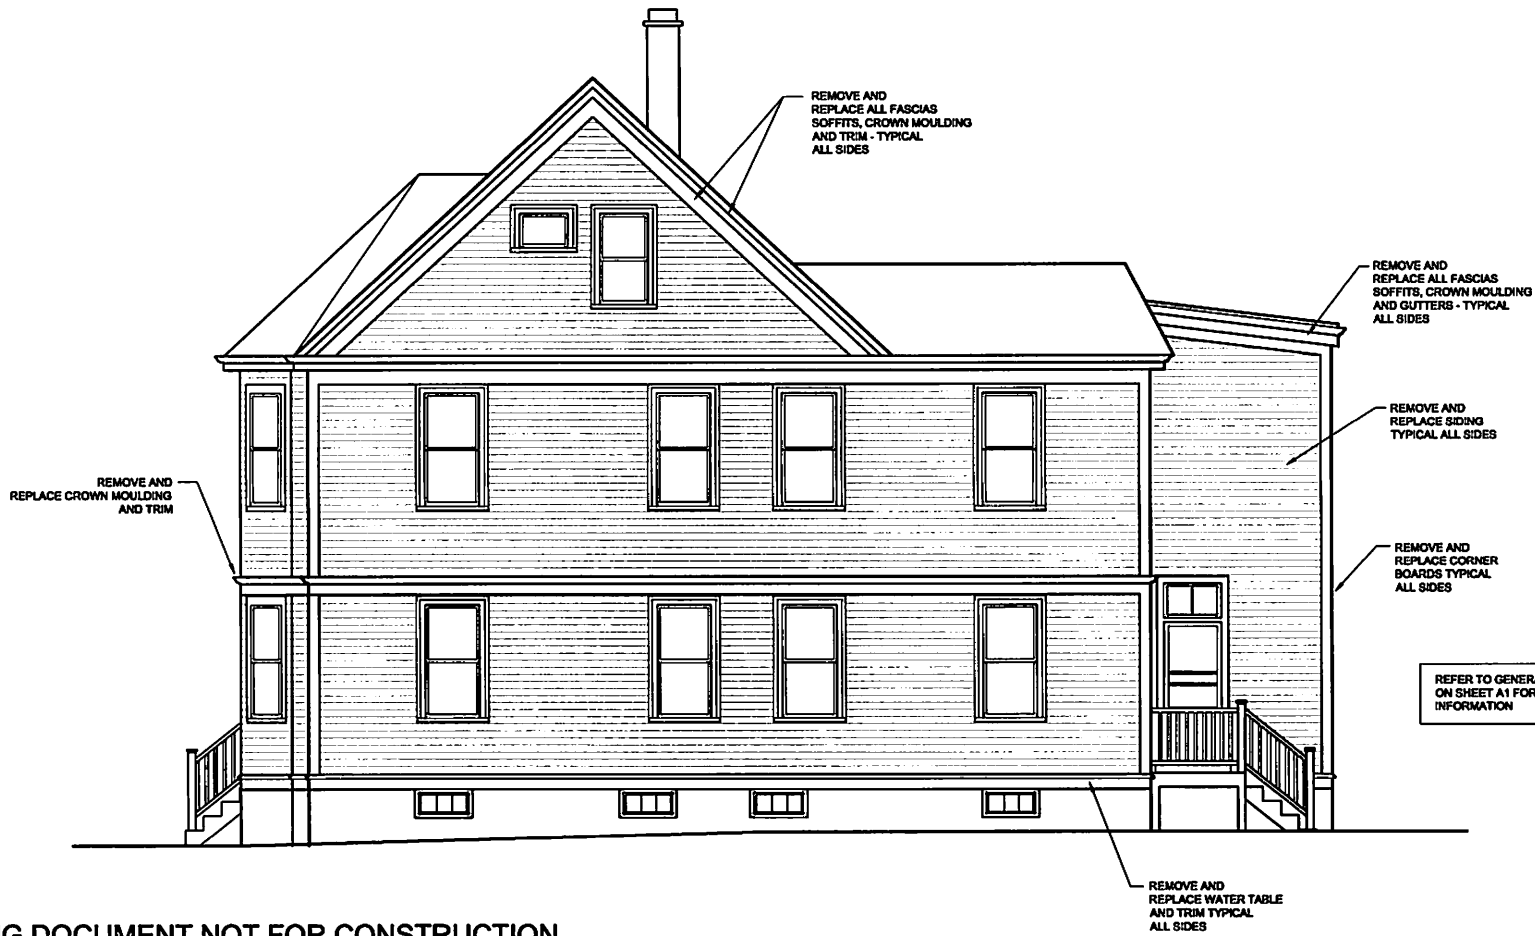 REMOVE AND
REPLACE ALL FASCIAS
SOFFITS, CROWN MOULDING
AND TRIM - TYPICAL
ALL SIDES
REMOVE AND
REPLACE ALL FASCIAS
SOFFITS, CROWN MOULDING
AND GUTTERS - TYPICAL
ALL SIDES
REMOVE AND
REPLACE SIDING
TYPICAL ALL SIDES
REMOVE AND
REPLACE CROWN MOULDING
AND TRIM
REMOVE AND
REPLACE CORNER
BOARDS TYPICAL
ALL SIDES
REFER TO GENERA
ON SHEET A1 FOR
INFORMATION
REMOVE AND
REPLACE WATER TABLE
AND TRIM TYPICAL
ALL SIDES
G DOCUMENT NOT FOR CONSTRUCTION